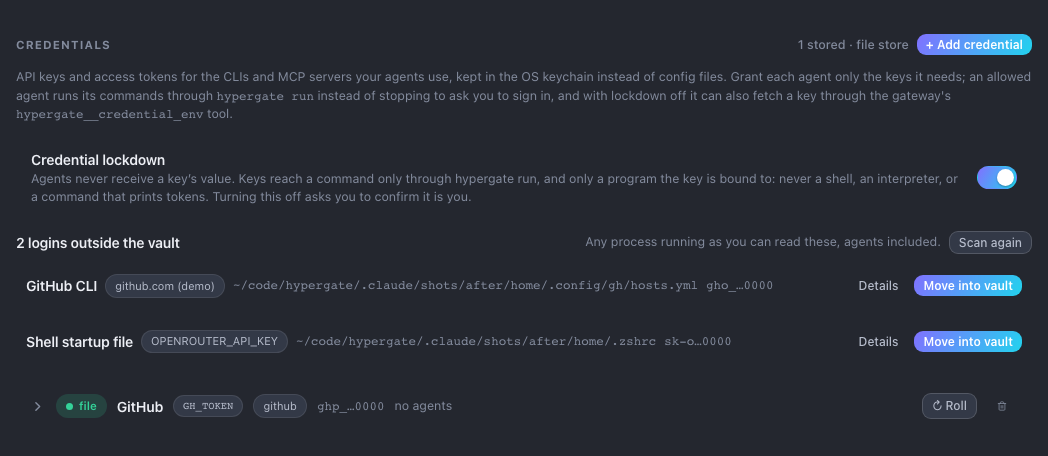 CREDENTIALS
1 stored · file store
+ Add credential
API keys and access tokens for the CLIs and MCP servers your agents use, kept in the OS keychain instead of config files. Grant each agent only the keys it needs; an allowed
agent runs its commands through hypergate run instead of stopping to ask you to sign in, and with lockdown off it can also fetch a key through the gateway's
hypergate__credential_env tool.
Credential lockdown
Agents never receive a key's value. Keys reach a command only through hypergate run, and only a program the key is bound to: never a shell, an interpreter, or
a command that prints tokens. Turning this off asks you to confirm it is you.
2 logins outside the vault
Any process running as you can read these, agents included.
Scan again
GitHub CLI github.com (demo) ~/code/hypergate/.claude/shots/after/home/.config/gh/hosts.yml gho_…0000 Details Move into vault
Shell startup file OPENROUTER_API_KEY ~/code/hypergate/.claude/shots/after/home/.zshrc sk-o…0000 Details Move into vault
file GitHub GH_TOKEN github ghp_…0000 no agents Roll